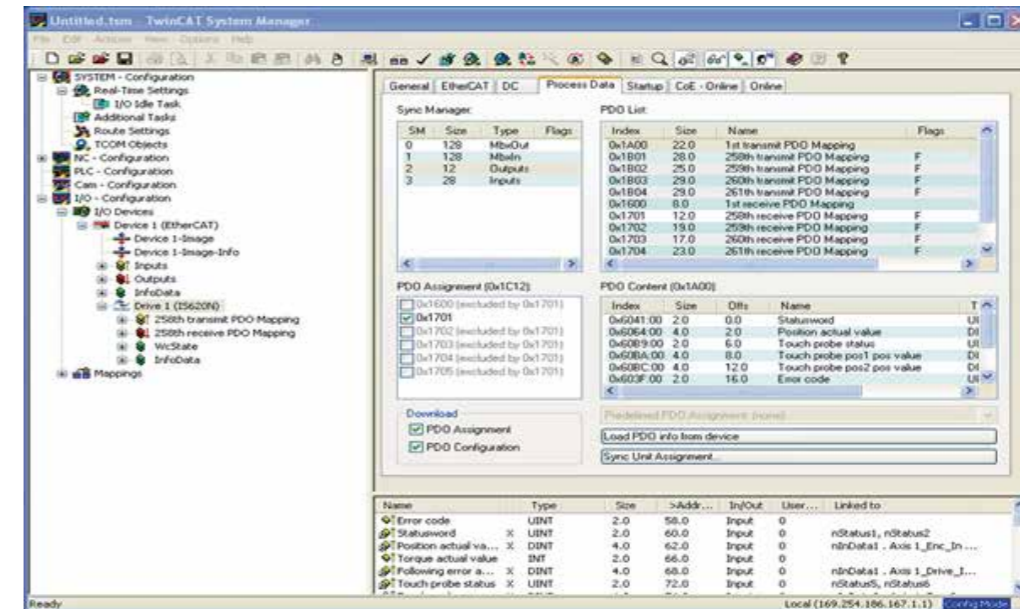 Untitled.tsm - TwinCAT System Manager
File Edit Actions View Options Help
SYSTEM - Configuration
Real-Time Settings
I/O Idle Task
Additional Tasks
Route Settings
TCOM Objects
NC - Configuration
PLC - Configuration
Cam - Configuration
I/O - Configuration
I/O Devices
Device 1 (EtherCAT)
Device 1-Image
Device 1-Image-Info
Inputs
Outputs
InfoData
Drive 1 (IS620N)
258th transmit PDO Mapping
258th receive PDO Mapping
WcState
InfoData
Mappings
General EtherCAT DC Process Data Startup CoE - Online Online
Sync Manager:
SM Size Type Flags
0 128 MbxOut
1 128 MbxIn
2 12 Outputs
3 28 Inputs
PDO List:
Index Size Name Flags
0x1A00 22.0 1st transmit PDO Mapping
0x1B01 28.0 258th transmit PDO Mapping F
0x1B02 25.0 259th transmit PDO Mapping F
0x1B03 29.0 260th transmit PDO Mapping F
0x1B04 29.0 261th transmit PDO Mapping F
0x1600 8.0 1st receive PDO Mapping
0x1701 12.0 258th receive PDO Mapping F
0x1702 19.0 259th receive PDO Mapping F
0x1703 17.0 260th receive PDO Mapping F
0x1704 23.0 261th receive PDO Mapping F
PDO Assignment (0x1C12):
0x1600 (excluded by 0x1701)
0x1701
0x1702 (excluded by 0x1701)
0x1703 (excluded by 0x1701)
0x1704 (excluded by 0x1701)
0x1705 (excluded by 0x1701)
PDO Content (0x1A00):
Index Size Offs Name T
0x6041:00 2.0 0.0 Statusword UI
0x6064:00 4.0 2.0 Position actual value DI
0x60B9:00 2.0 6.0 Touch probe status UI
0x60BA:00 4.0 8.0 Touch probe pos1 pos value DI
0x60BC:00 4.0 12.0 Touch probe pos2 pos value DI
0x603F:00 2.0 16.0 Error code UI
Download
PDO Assignment
PDO Configuration
Predefined PDO Assignment: (none)
Load PDO info from device
Sync Unit Assignment...
Name Type Size >Addr... In/Out User... Linked to
Error code UINT 2.0 58.0 Input 0
Statusword X UINT 2.0 60.0 Input 0 nStatus1, nStatus2
Position actual va... X DINT 4.0 62.0 Input 0 nInData1 . Axis 1_Enc_In ...
Torque actual value INT 2.0 66.0 Input 0
Following error a... X DINT 4.0 68.0 Input 0 nInData1 . Axis 1_Drive_I...
Touch probe status X UINT 2.0 72.0 Input 0 nStatus5, nStatus6
Ready Local (169.254.186.167.1.1) Config Mode